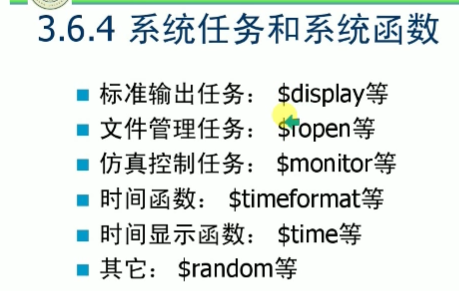 3.6.4 系统任务和系统函数
标准输出任务： $display等
文件管理任务： $fopen等
仿真控制任务： $monitor等
时间函数： $timeformat等
时间显示函数： $time等
其它： $random等